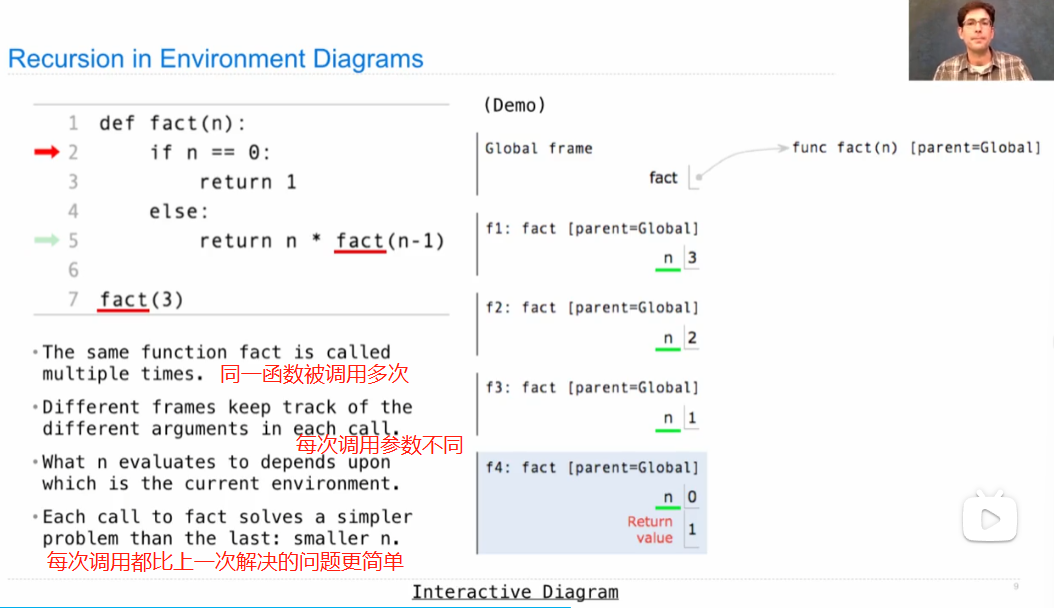 Recursion in Environment Diagrams
1 def fact(n):
2 if n == 0:
3 return 1
4 else:
5 return n * fact(n-1)
6
7 fact(3)
•The same function fact is called
multiple times. 同一函数被调用多次
•Different frames keep track of the
different arguments in each call.
每次调用参数不同
•What n evaluates to depends upon
which is the current environment.
•Each call to fact solves a simpler
problem than the last: smaller n.
每次调用都比上一次解决的问题更简单
(Demo)
Global frame
fact
func fact(n) [parent=Global]
f1: fact [parent=Global]
n 3
f2: fact [parent=Global]
n 2
f3: fact [parent=Global]
n 1
f4: fact [parent=Global]
n 0
Return
value 1
Interactive Diagram
9